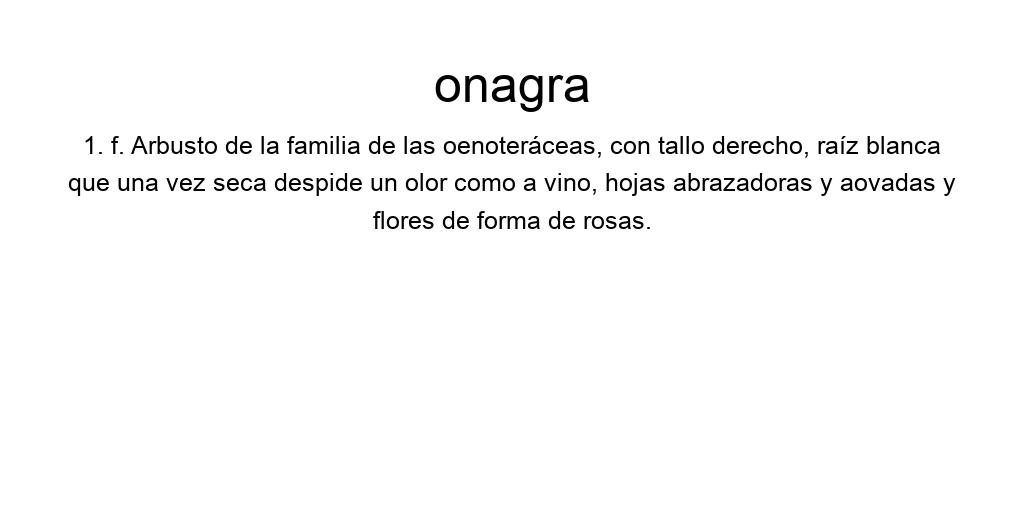 onagra
1. f. Arbusto de la familia de las oenoteráceas, con tallo derecho, raíz blanca
que una vez seca despide un olor como a vino, hojas abrazadoras y aovadas y
flores de forma de rosas.